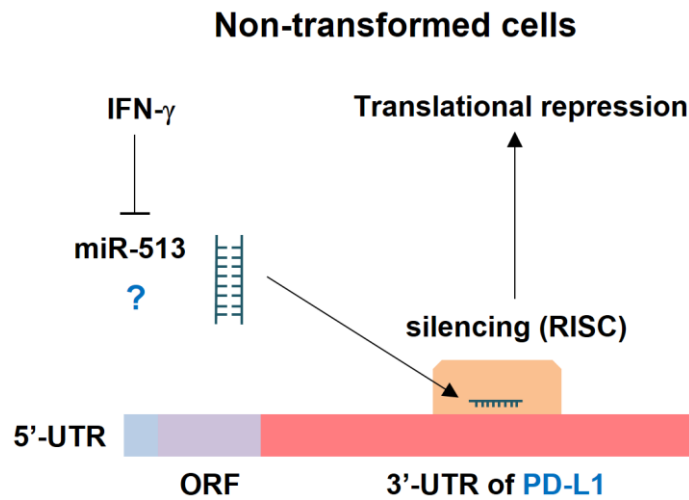 Non-transformed cells
IFN-γ
Translational repression
miR-513
?
silencing (RISC)
5’-UTR
ORF
3’-UTR of PD-L1